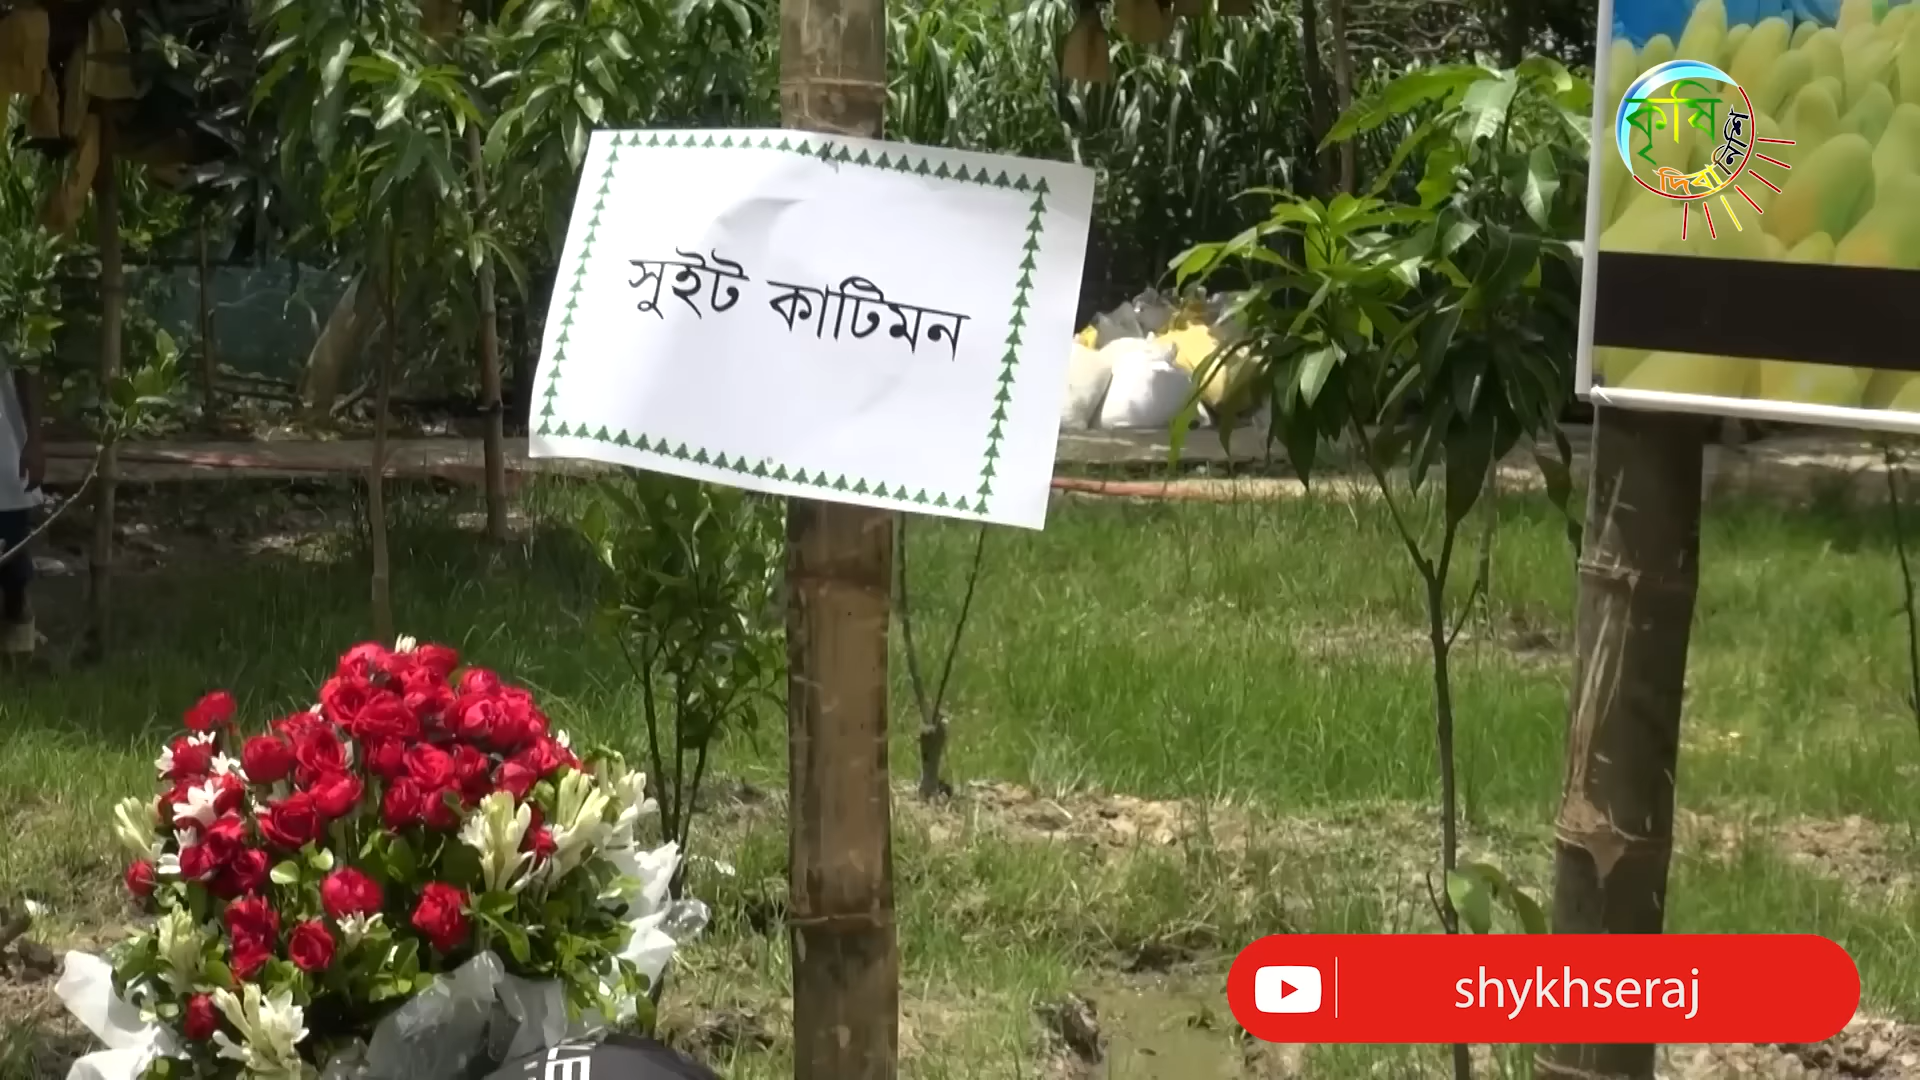 কৃষি
দিবানিশি
সুইট কাটিমন
shykhseraj